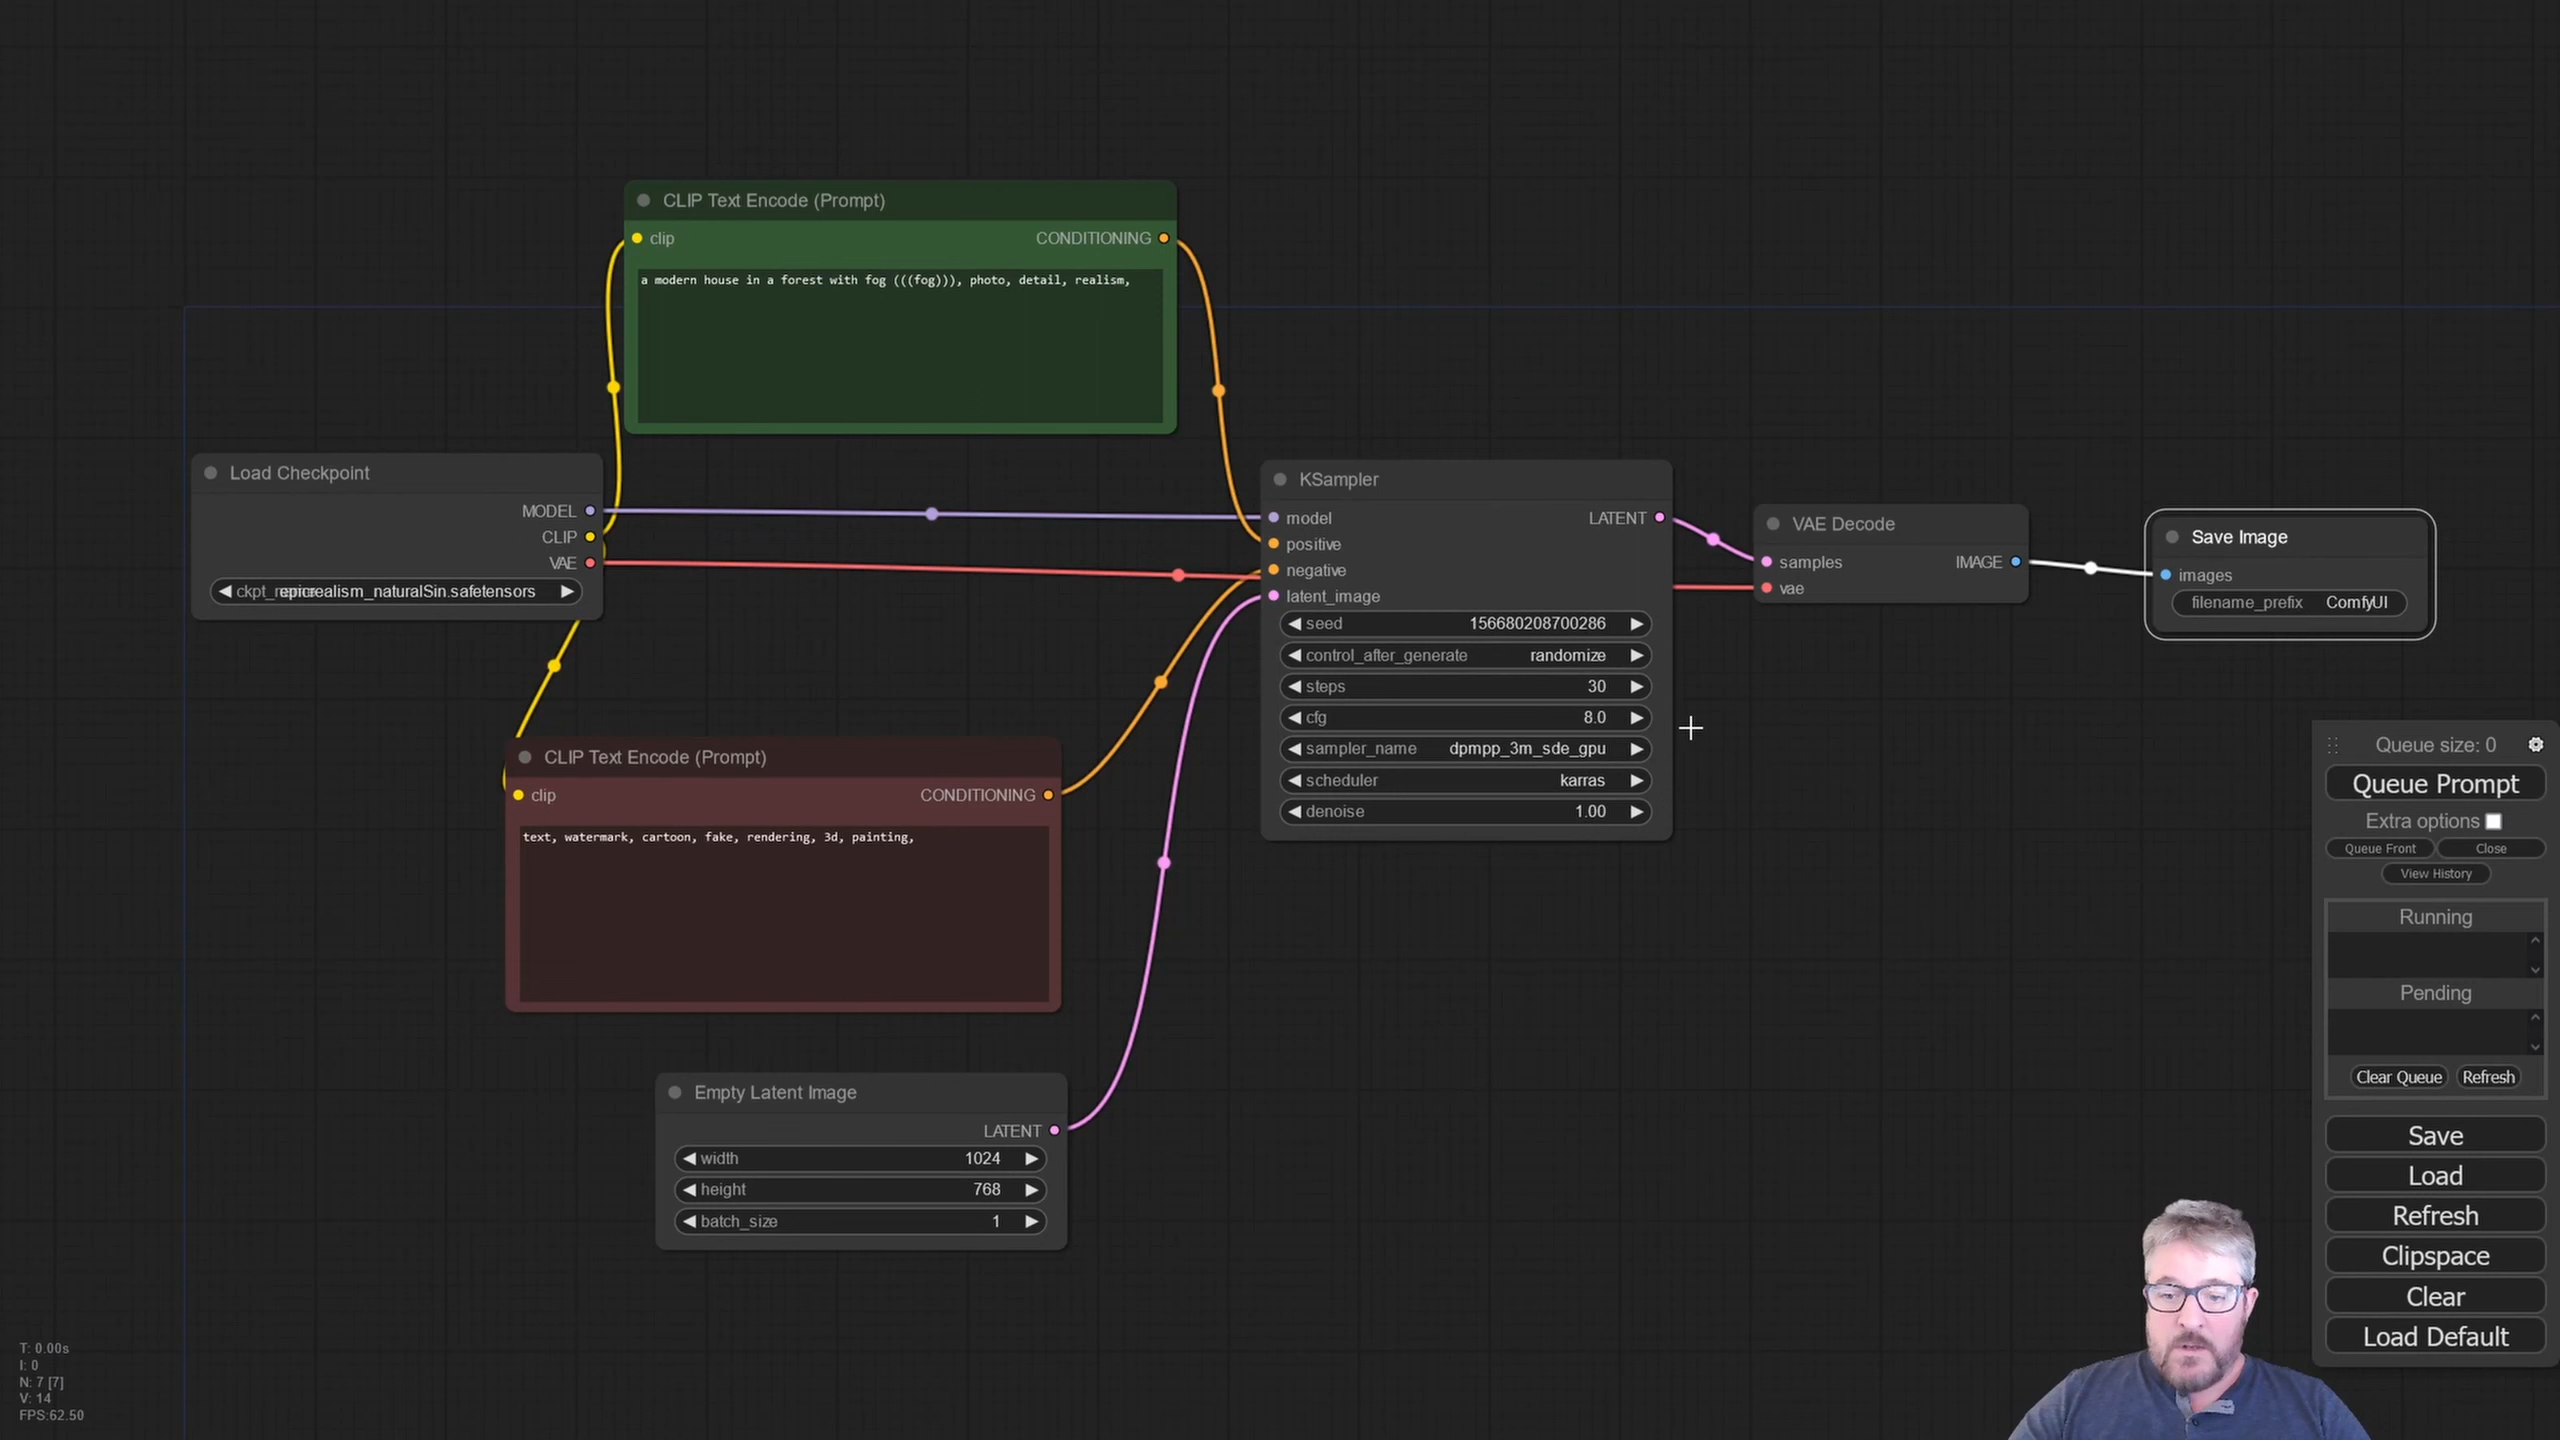 CLIP Text Encode (Prompt)
clip
CONDITIONING
a modern house in a forest with fog (((fog))), photo, detail, realism,
Load Checkpoint
MODEL
CLIP
VAE
epicrealism_naturalSin.safetensors
KSampler
model
LATENT
positive
negative
latent_image
seed 156680208700286
control_after_generate randomize
steps 30
cfg 8.0
sampler_name dpmpp_3m_sde_gpu
scheduler karras
denoise 1.00
VAE Decode
samples IMAGE
vae
Save Image
images
filename_prefix ComfyUI
CLIP Text Encode (Prompt)
clip
CONDITIONING
text, watermark, cartoon, fake, rendering, 3d, painting,
Empty Latent Image
LATENT
width 1024
height 768
batch_size 1
Queue size: 0
Queue Prompt
Extra options
Queue Front Close
View History
Running
Pending
Clear Queue Refresh
Save
Load
Refresh
Clipspace
Clear
Load Default
T: 0.00s
I: 0
N: 7 [7]
V: 14
FPS:62.50